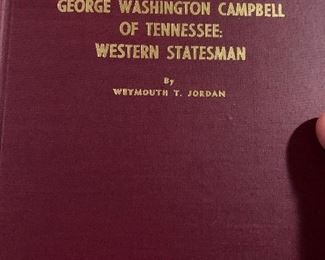 GEORGE WASHINGTON CAMPBELL
OF TENNESSEE:
WESTERN STATESMAN
By
WEYMOUTH T. JORDAN